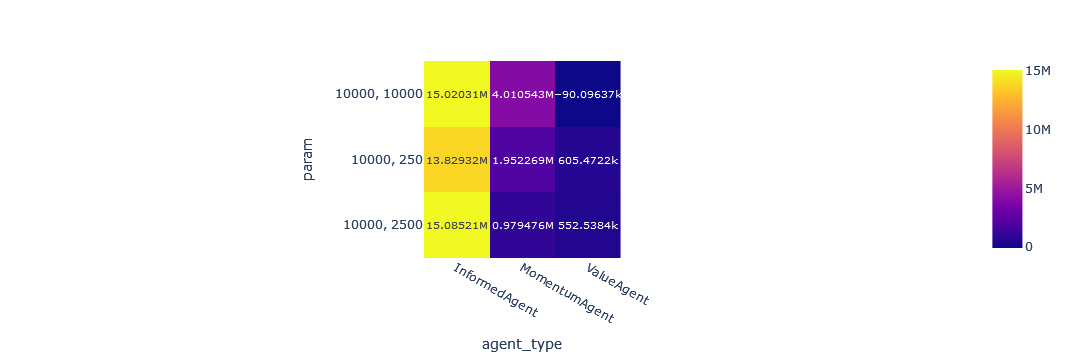 15M
10000, 10000 15.02031M 4.010543M −90.09637k
10M
param
10000, 250 13.82932M 1.952269M 605.4722k
5M
10000, 2500 15.08521M 0.979476M 552.5384k
0
InformedAgent MomentumAgent ValueAgent
agent_type